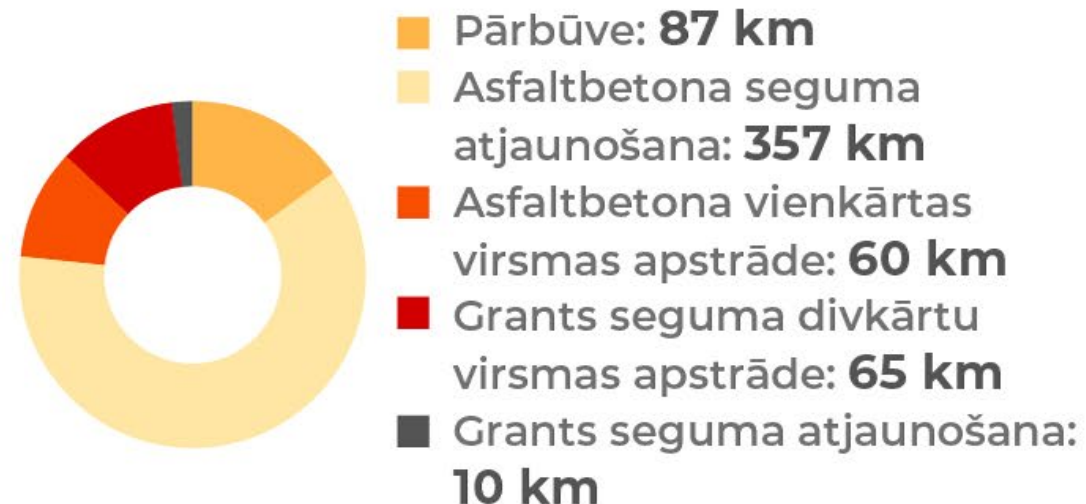 Pārbūve: 87 km
Asfaltbetona seguma
atjaunošana: 357 km
Asfaltbetona vienkārtas
virsmas apstrāde: 60 km
Grants seguma divkārtu
virsmas apstrāde: 65 km
Grants seguma atjaunošana:
10 km